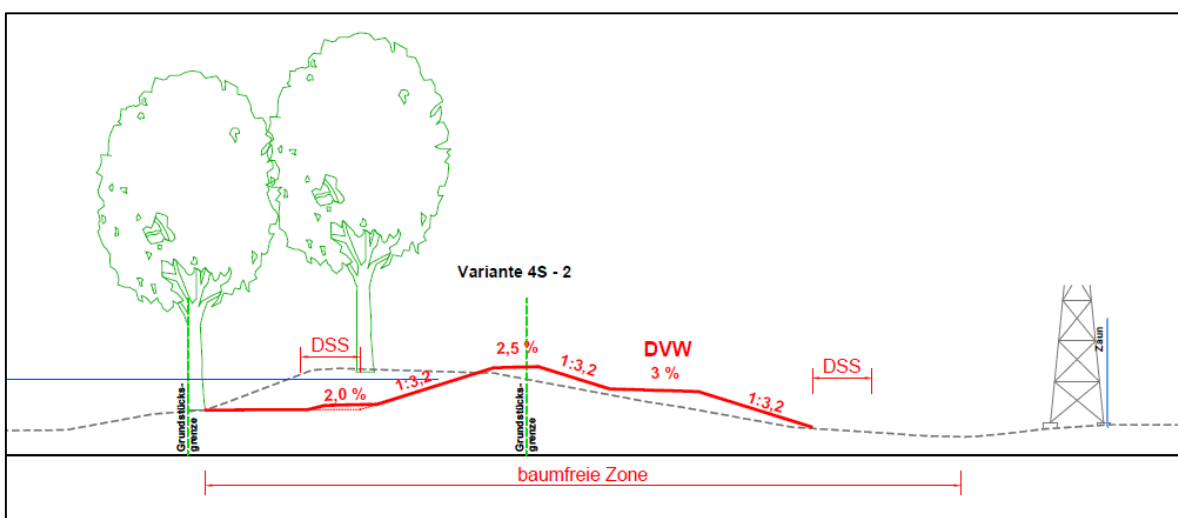 Variante 4S - 2
Zaun
DSS
2,5 %
DVW
1:3,2
3 %
DSS
1:3,2
2,0 %
1:3,2
Grundstücks-
grenze
Grundstücks-
grenze
baumfreie Zone